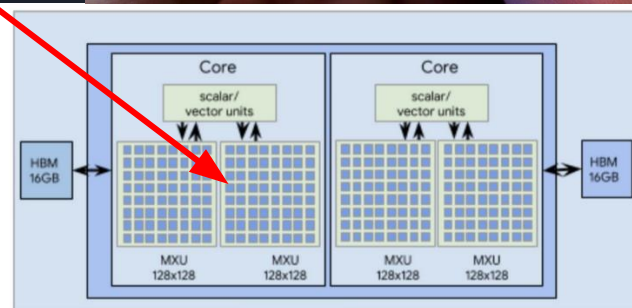 Core
scalar/
vector units
HBM
16GB
MXU
128x128
MXU
128x128
Core
scalar/
vector units
MXU
128x128
MXU
128x128
HBM
16GB